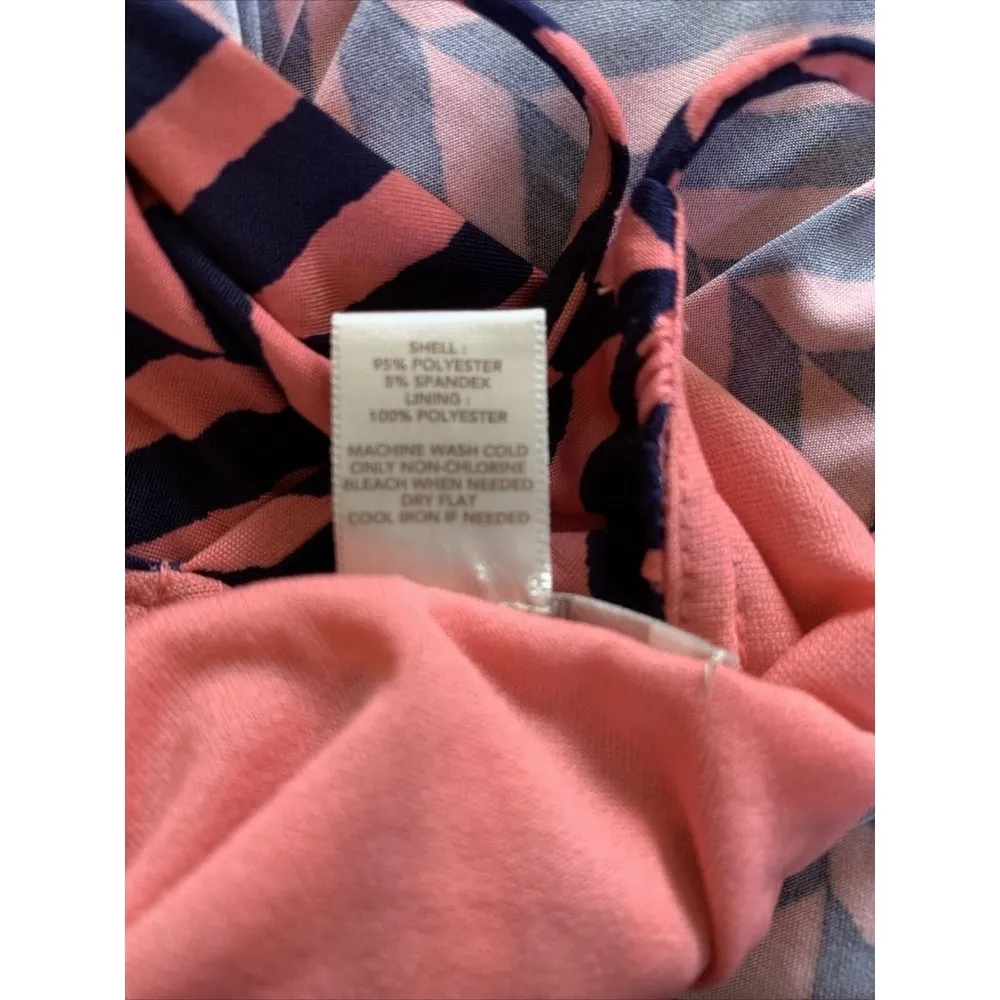 SHELL :
95% POLYESTER
5% SPANDEX
LINING :
100% POLYESTER
MACHINE WASH COLD
ONLY NON-CHLORINE
BLEACH WHEN NEEDED
DRY FLAT
COOL IRON IF NEEDED